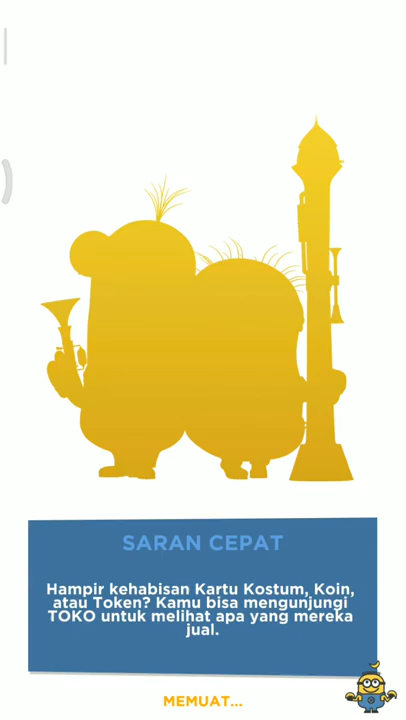 SARAN CEPAT
Hampir kehabisan Kartu Kostum, Koin,
atau Token? Kamu bisa mengunjungi
TOKO untuk melihat apa yang mereka
jual.
MEMUAT...